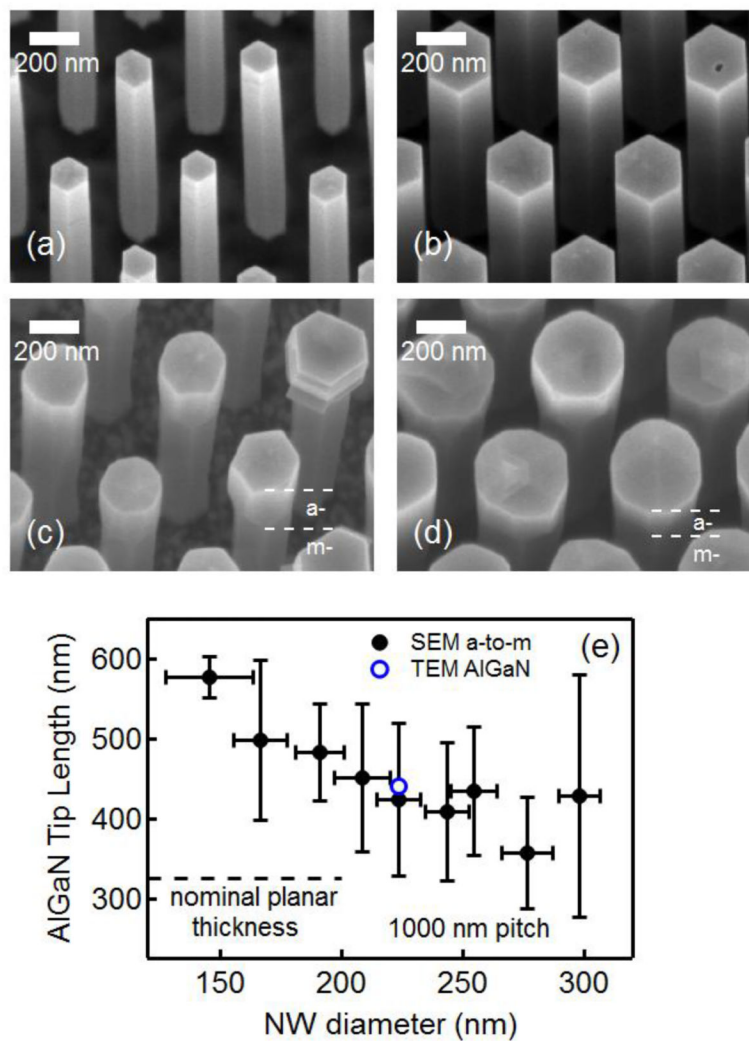 200 nm
(a)
200 nm
(b)
200 nm
a-
m-
(c)
200 nm
a-
m-
(d)
(e)
SEM a-to-m
TEM AlGaN
600
500
400
300
AlGaN Tip Length (nm)
nominal planar
thickness
1000 nm pitch
150
200
250
300
NW diameter (nm)